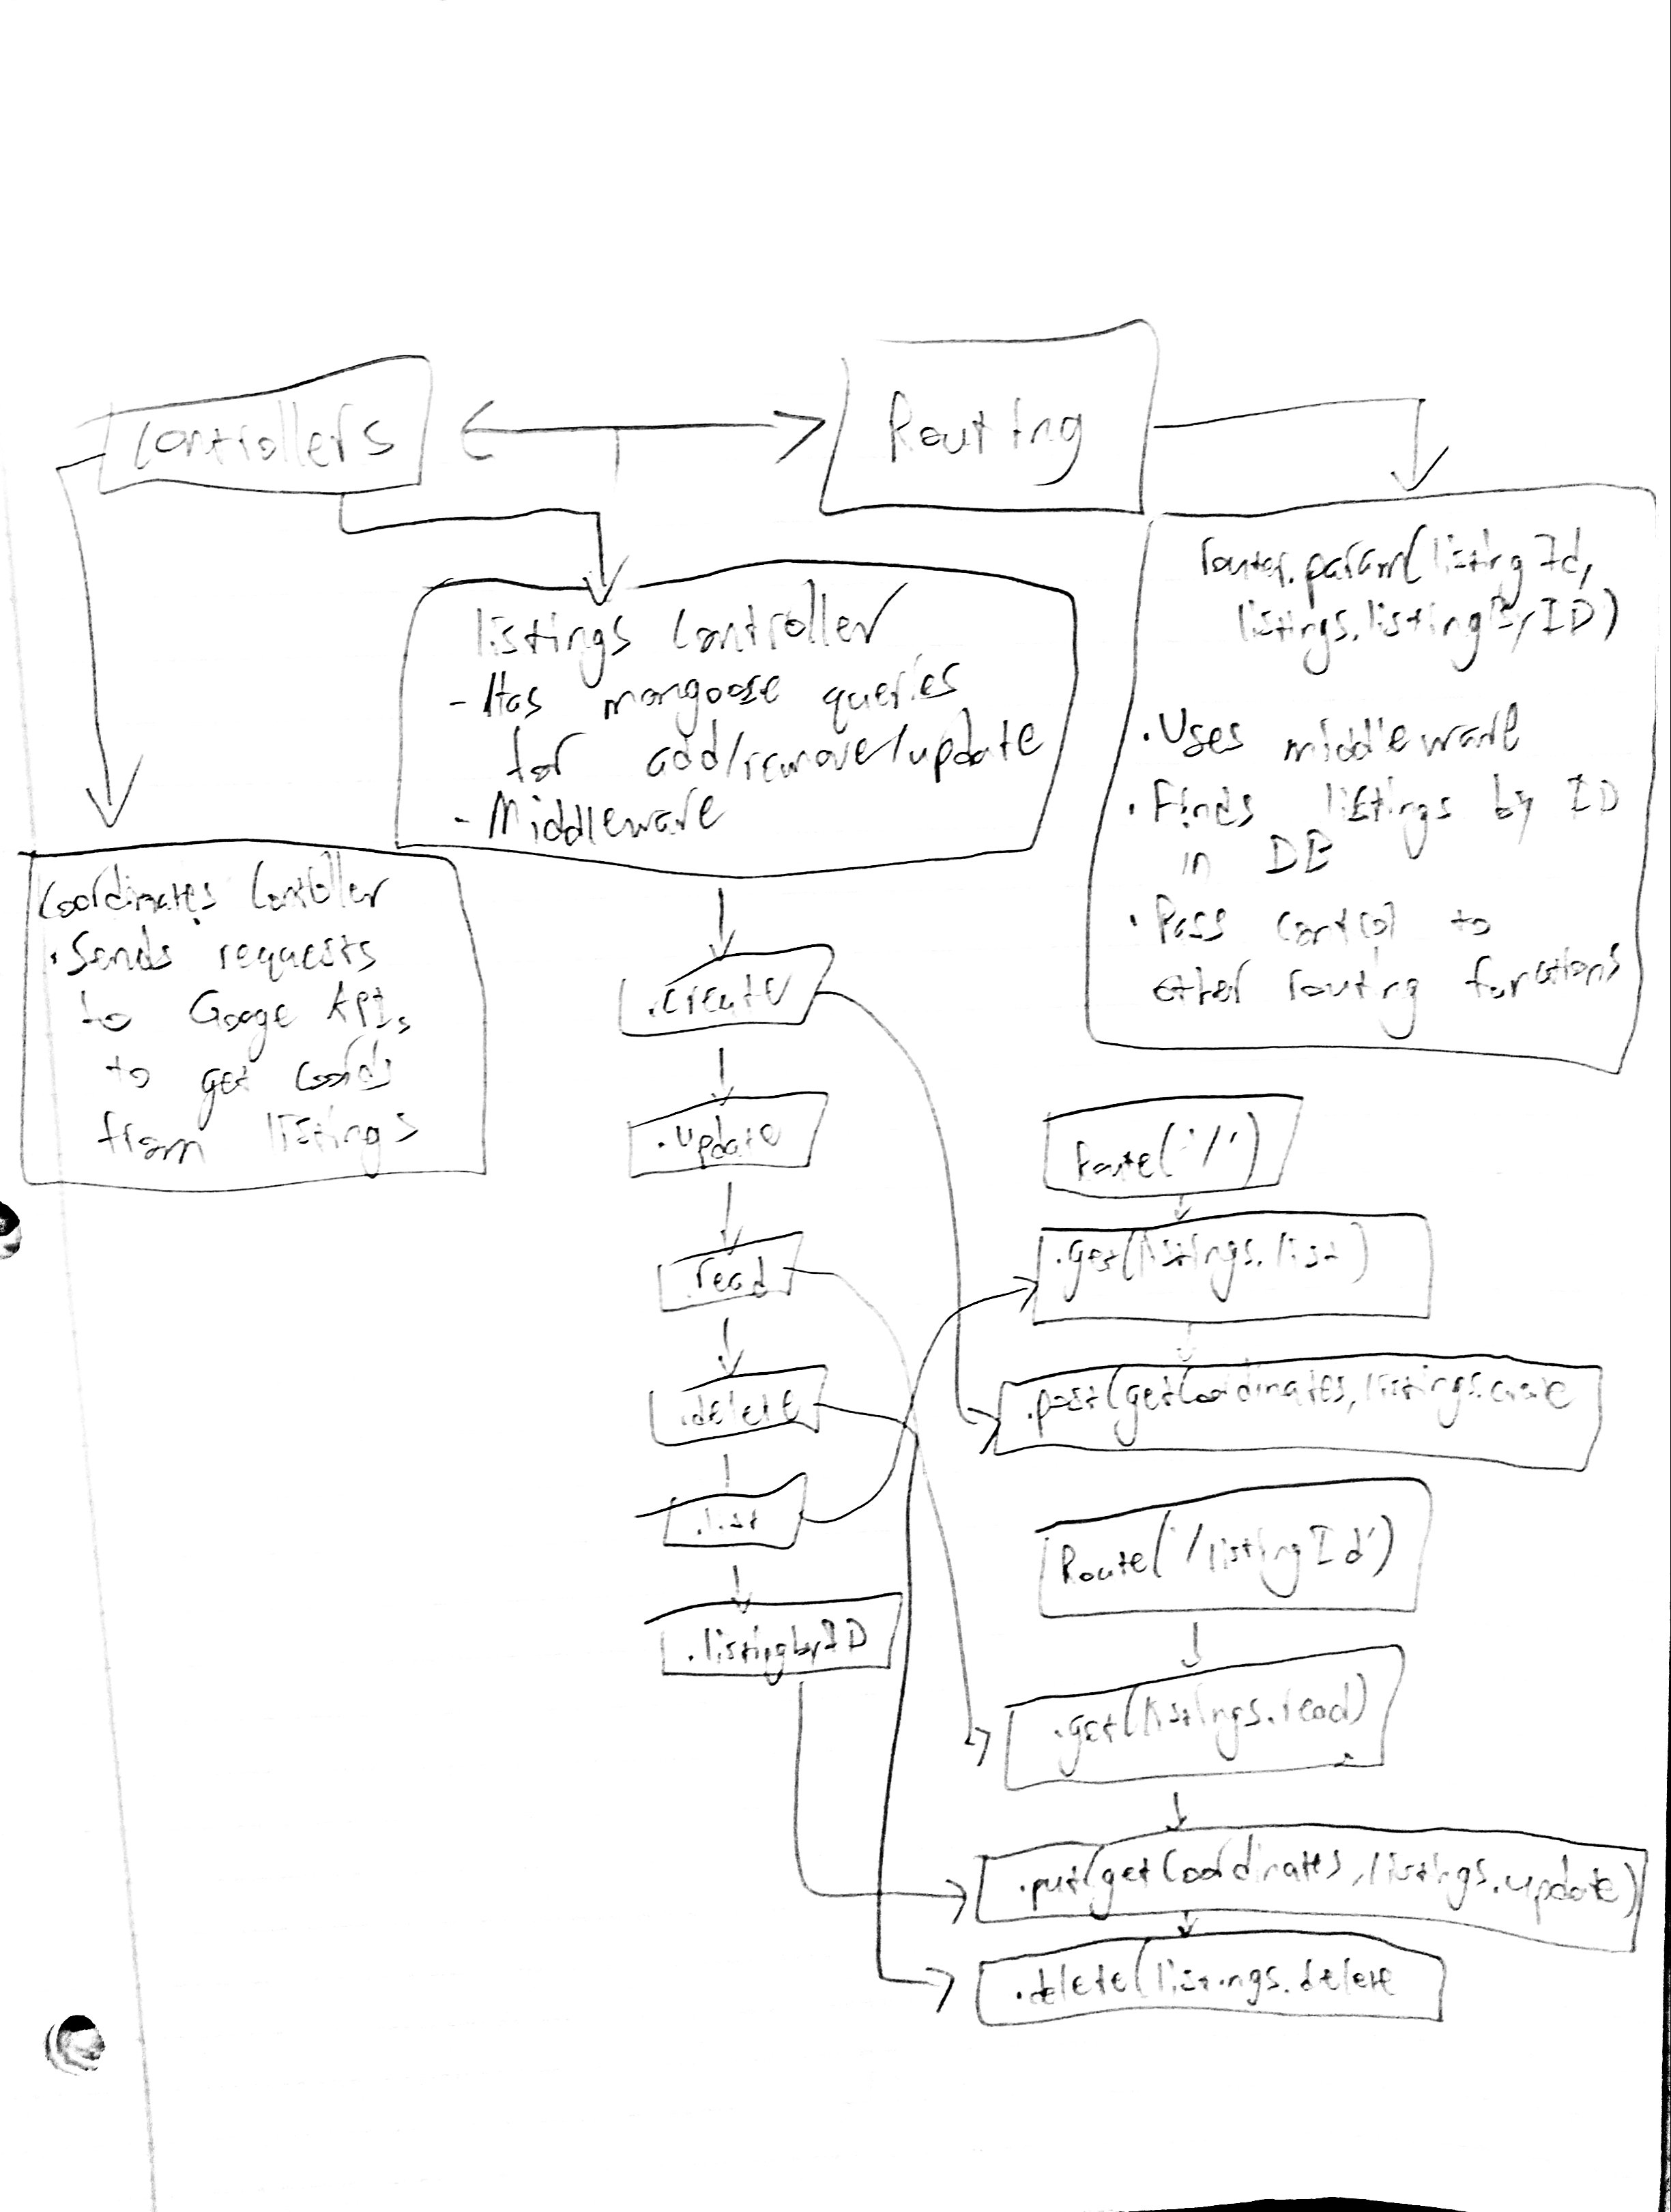 Controllers
Routing
router.param(listingId,
listings.listingByID)
• Uses middleware
• Finds listings by ID
in DB
• Pass control to
other routing functions
listings Controller
- Has mongoose queries
for add/remove/update
- Middleware
Coordinates Controller
• Sends requests
to Googe APIs
to get coords
from listings
.create
.update
.read
.delete
.list
.listingbyID
Route('/')
.get(listings.list)
.post(getCoordinates, listings.create
Route('/listingId')
.get(listings.read)
.put(getCoordinates, listings.update)
.delete(listings.delete